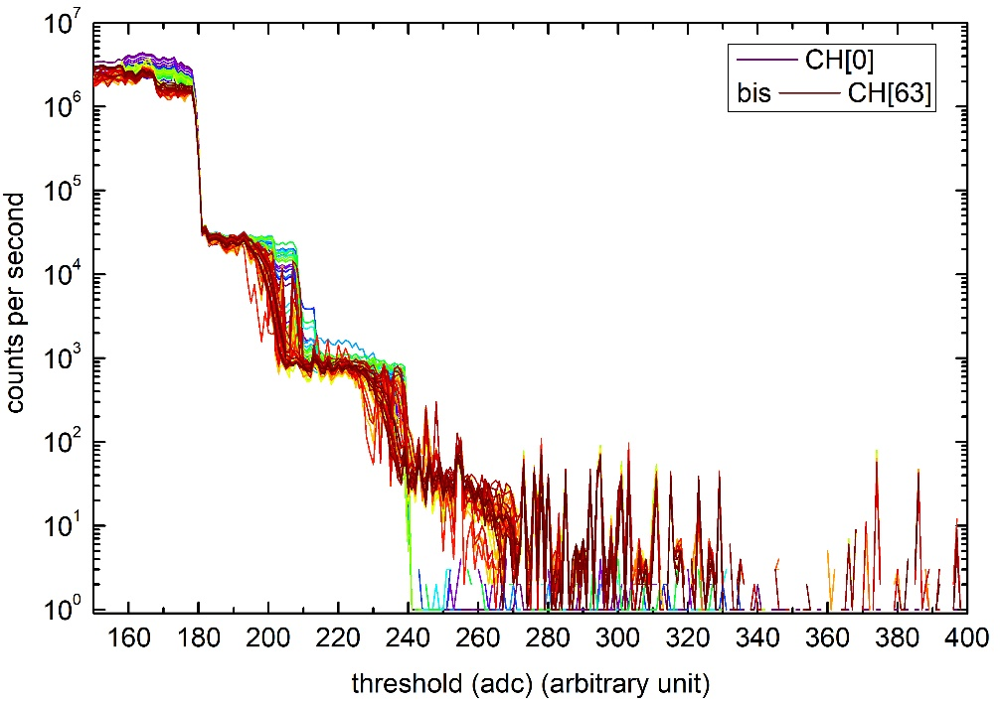 10^7
10^6
10^5
10^4
10^3
10^2
10^1
10^0
counts per second
CH[0]
bis CH[63]
160 180 200 220 240 260 280 300 320 340 360 380 400
threshold (adc) (arbitrary unit)